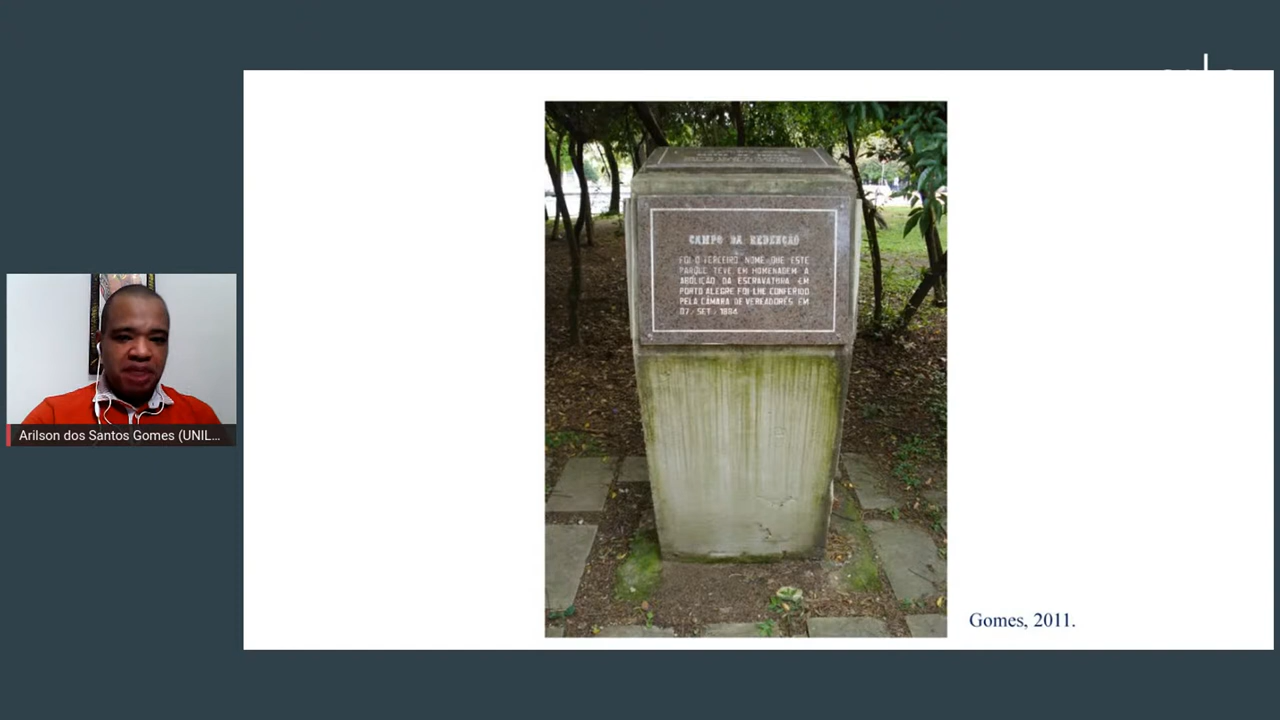 CAMPO DA REDENÇÃO
FOI O TERCEIRO NOME QUE ESTE
PARQUE TEVE EM HOMENAGEM A
ABOLIÇÃO DA ESCRAVATURA EM
PORTO ALEGRE FOI-LHE CONFERIDO
PELA CÂMARA DE VEREADORES EM
07 / SET / 1884
Arilson dos Santos Gomes (UNIL...
Gomes, 2011.